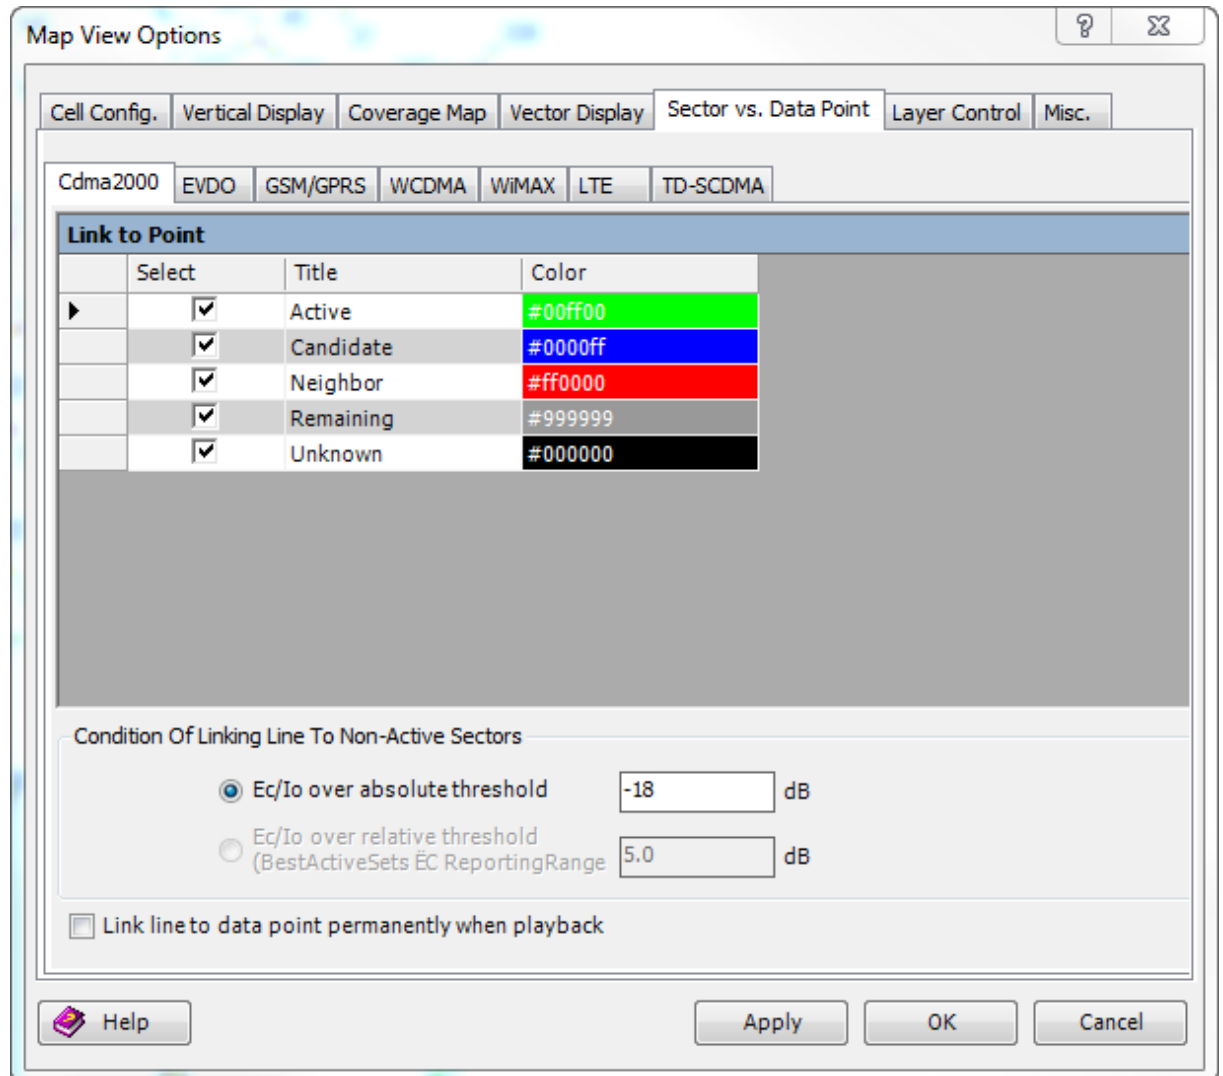 Map View Options
Cell Config. Vertical Display Coverage Map Vector Display Sector vs. Data Point Layer Control Misc.
Cdma2000 EVDO GSM/GPRS WCDMA WiMAX LTE TD-SCDMA
Link to Point
Select Title Color
Active #00ff00
Candidate #0000ff
Neighbor #ff0000
Remaining #999999
Unknown #000000
Condition Of Linking Line To Non-Active Sectors
Ec/Io over absolute threshold -18 dB
Ec/Io over relative threshold
(BestActiveSets ËC ReportingRange 5.0 dB
Link line to data point permanently when playback
Help Apply OK Cancel